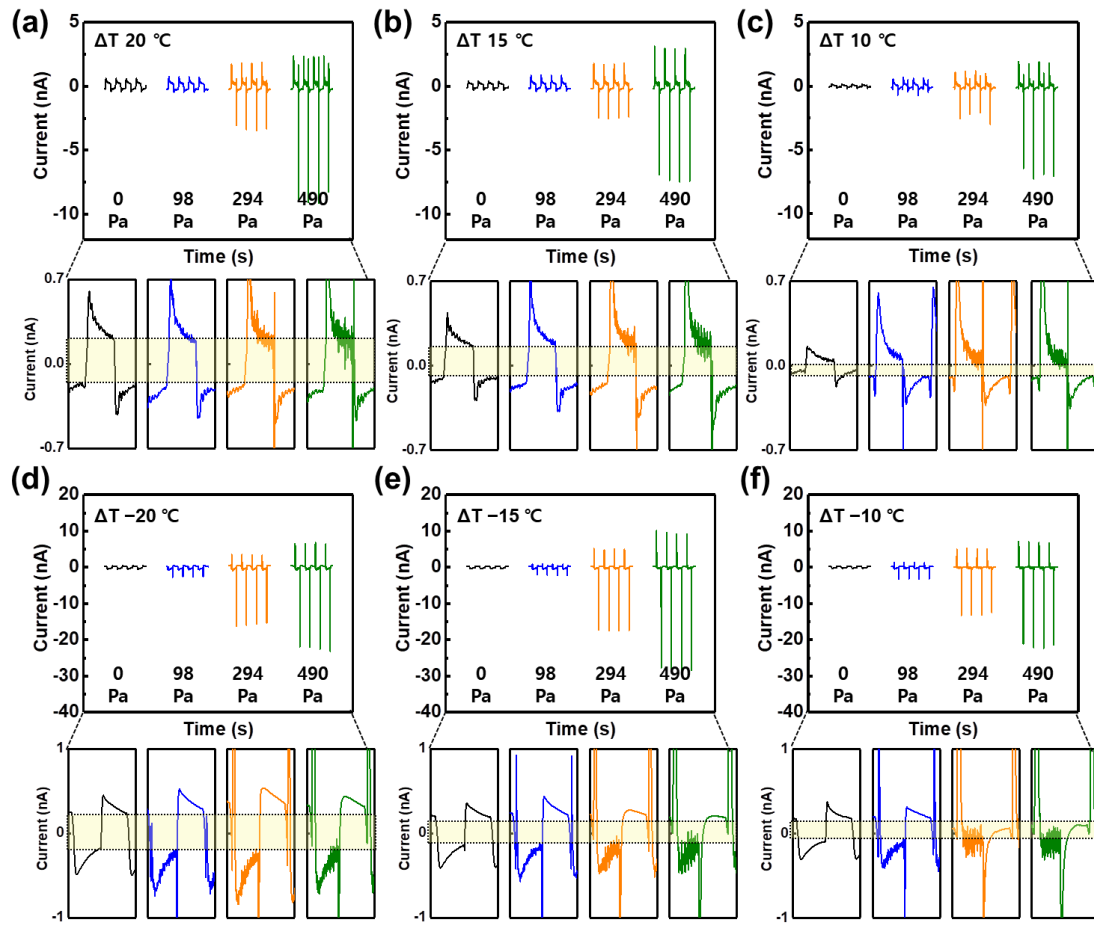 (a)
ΔT 20 ℃
Current (nA)
5
0
-5
-10
0 Pa
98 Pa
294 Pa
490 Pa
Time (s)
Current (nA)
0.7
0.0
-0.7
(b)
ΔT 15 ℃
Current (nA)
5
0
-5
-10
0 Pa
98 Pa
294 Pa
490 Pa
Time (s)
Current (nA)
0.7
0.0
-0.7
(c)
ΔT 10 ℃
Current (nA)
5
0
-5
-10
0 Pa
98 Pa
294 Pa
490 Pa
Time (s)
Current (nA)
0.7
0.0
-0.7
(d)
ΔT −20 ℃
Current (nA)
20
10
0
-10
-20
-30
-40
0 Pa
98 Pa
294 Pa
490 Pa
Time (s)
Current (nA)
1
0
-1
(e)
ΔT −15 ℃
Current (nA)
20
10
0
-10
-20
-30
-40
0 Pa
98 Pa
294 Pa
490 Pa
Time (s)
Current (nA)
1
0
-1
(f)
ΔT −10 ℃
Current (nA)
20
10
0
-10
-20
-30
-40
0 Pa
98 Pa
294 Pa
490 Pa
Time (s)
Current (nA)
1
0
-1